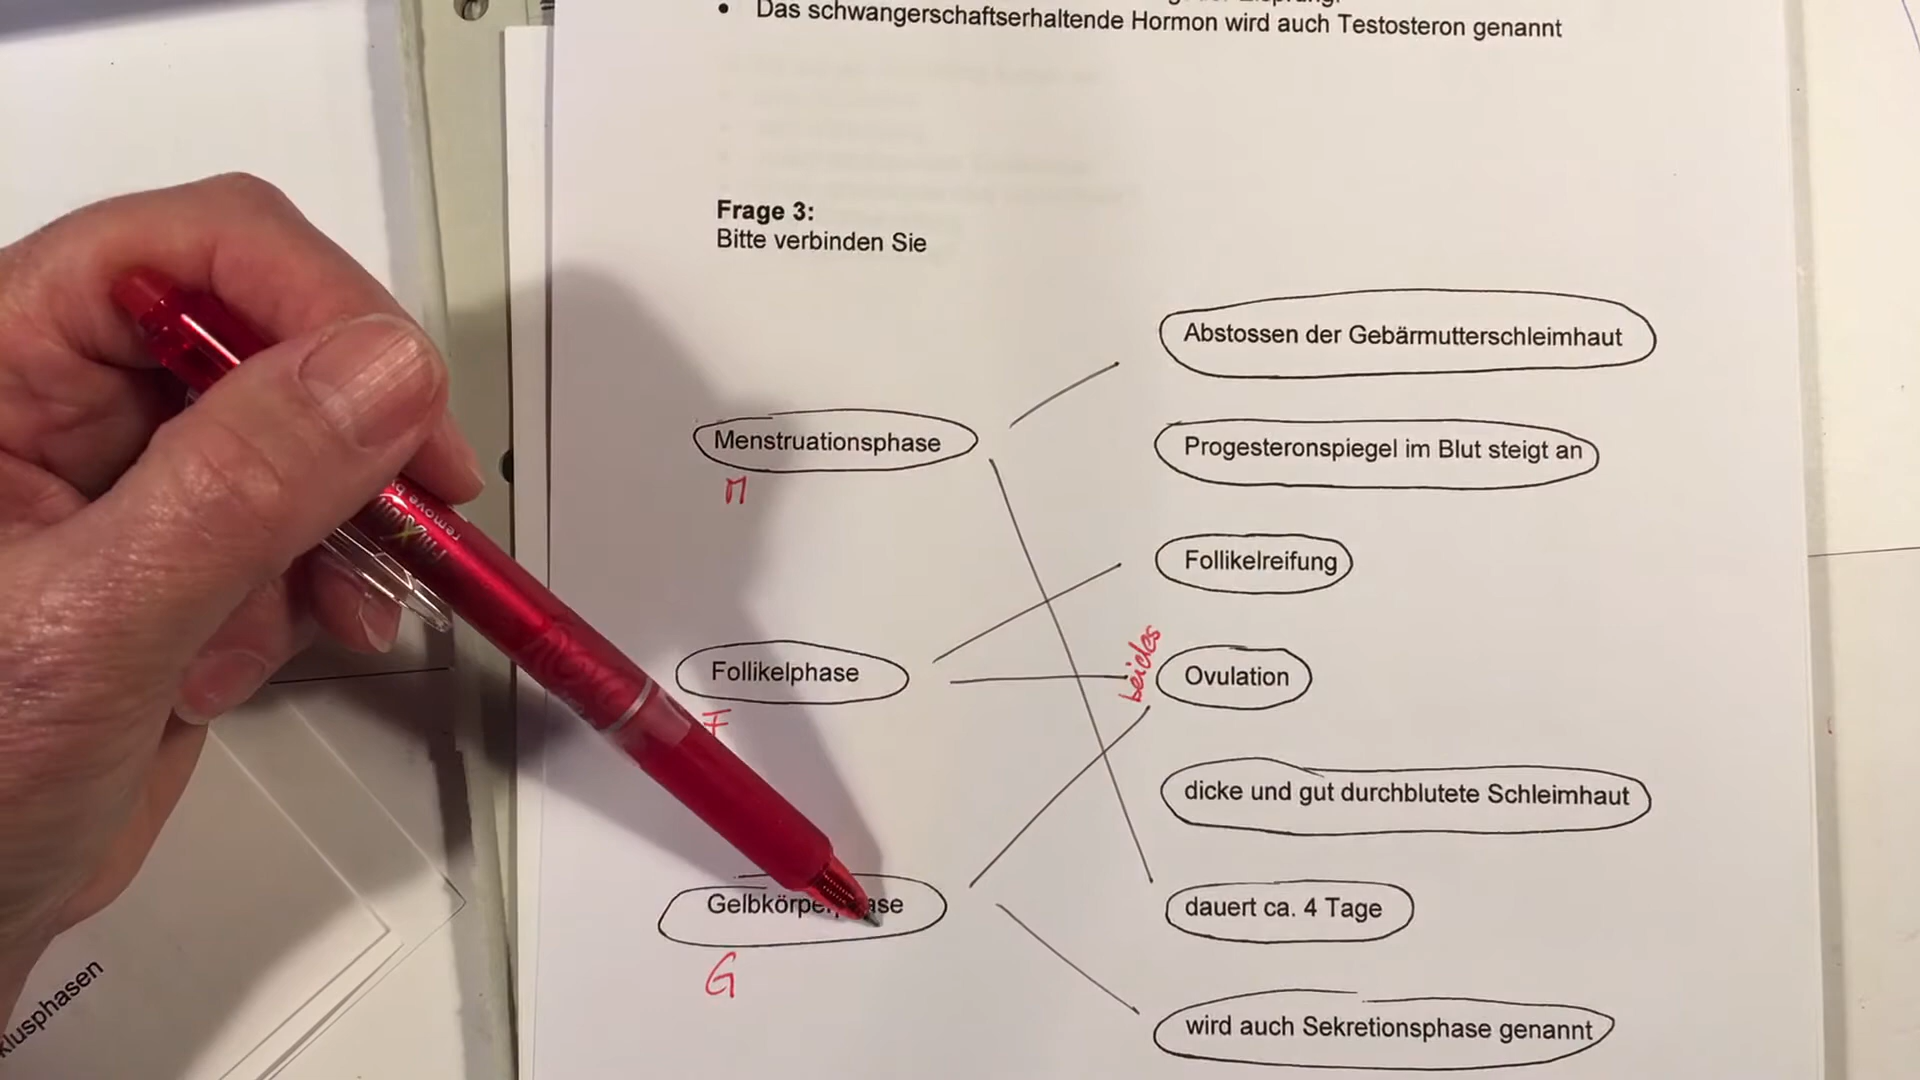 Das schwangerschaftserhaltende Hormon wird auch Testosteron genannt
Frage 3:
Bitte verbinden Sie
Abstossen der Gebärmutterschleimhaut
Menstruationsphase
Progesteronspiegel im Blut steigt an
M
Follikelreifung
beides
Follikelphase
Ovulation
F
dicke und gut durchblutete Schleimhaut
dauert ca. 4 Tage
G
wird auch Sekretionsphase genannt
klusphasen
remove b